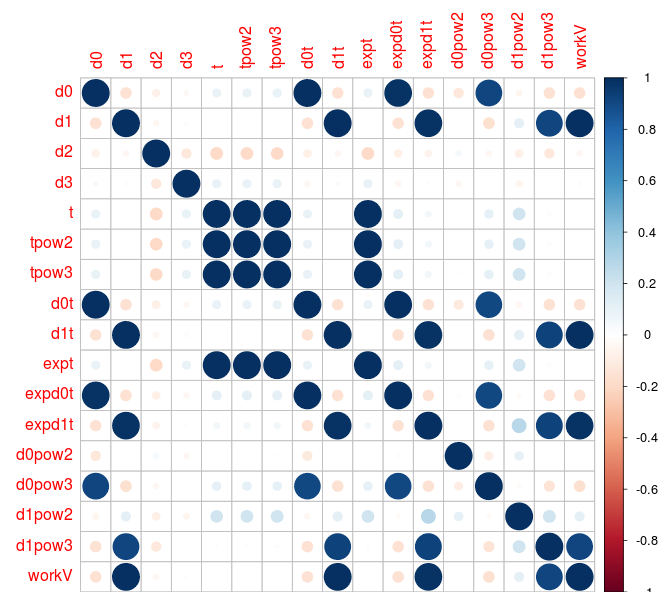 d0
d1
d2
d3
t
tpow2
tpow3
d0t
d1t
expt
expd0t
expd1t
d0pow2
d0pow3
d1pow2
d1pow3
workV
d0
d1
d2
d3
t
tpow2
tpow3
d0t
d1t
expt
expd0t
expd1t
d0pow2
d0pow3
d1pow2
d1pow3
workV
1
0.8
0.6
0.4
0.2
0
-0.2
-0.4
-0.6
-0.8